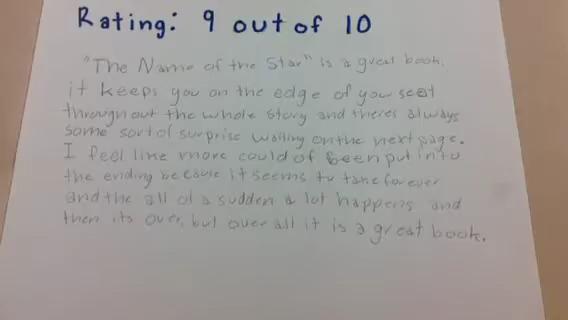 Rating: 9 out of 10
"The Name of the Star" is a great book.
it keeps you on the edge of you seat
throughout the whole story and theres always
some sort of surprise waiting on the next page.
I feel like more could of been put into
the ending because it seems to take forever
and the all of a sudden a lot happens and
then its over, but over all it is a great book.